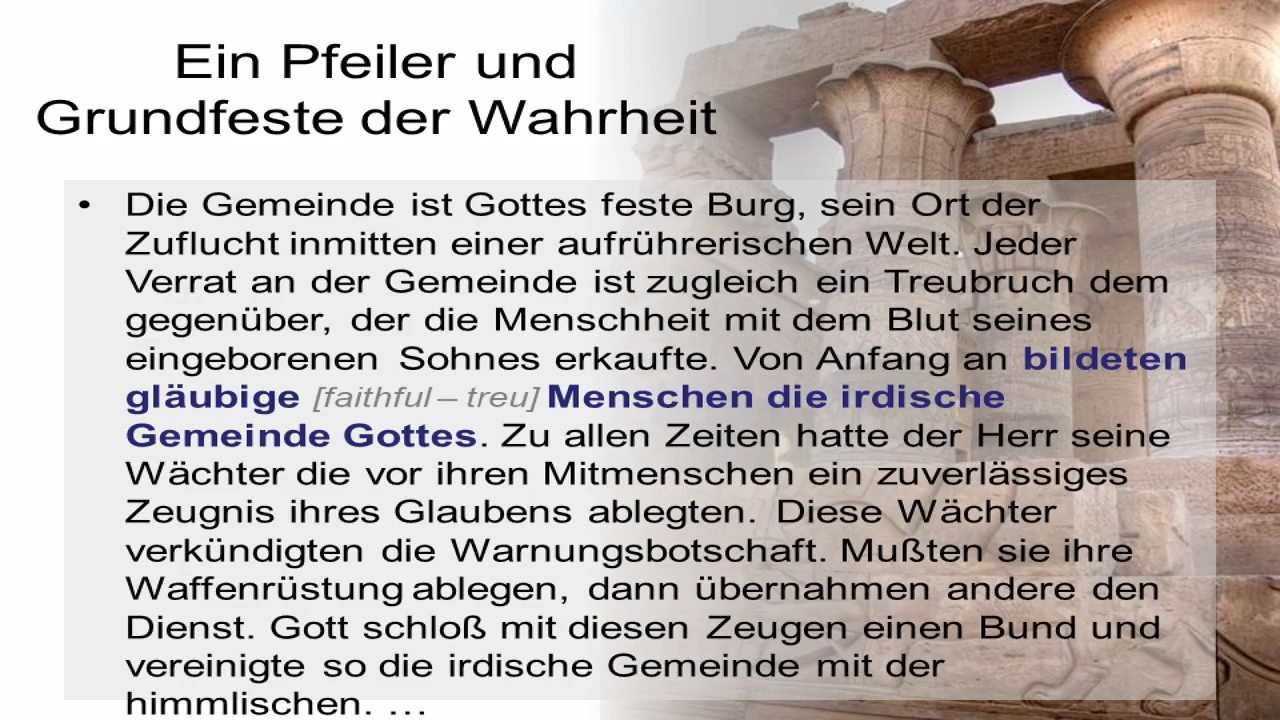 Ein Pfeiler und
Grundfeste der Wahrheit
• Die Gemeinde ist Gottes feste Burg, sein Ort der
Zuflucht inmitten einer aufrührerischen Welt. Jeder
Verrat an der Gemeinde ist zugleich ein Treubruch dem
gegenüber, der die Menschheit mit dem Blut seines
eingeborenen Sohnes erkaufte. Von Anfang an bildeten
gläubige [faithful – treu] Menschen die irdische
Gemeinde Gottes. Zu allen Zeiten hatte der Herr seine
Wächter die vor ihren Mitmenschen ein zuverlässiges
Zeugnis ihres Glaubens ablegten. Diese Wächter
verkündigten die Warnungsbotschaft. Mußten sie ihre
Waffenrüstung ablegen, dann übernahmen andere den
Dienst. Gott schloß mit diesen Zeugen einen Bund und
vereinigte so die irdische Gemeinde mit der
himmlischen. …